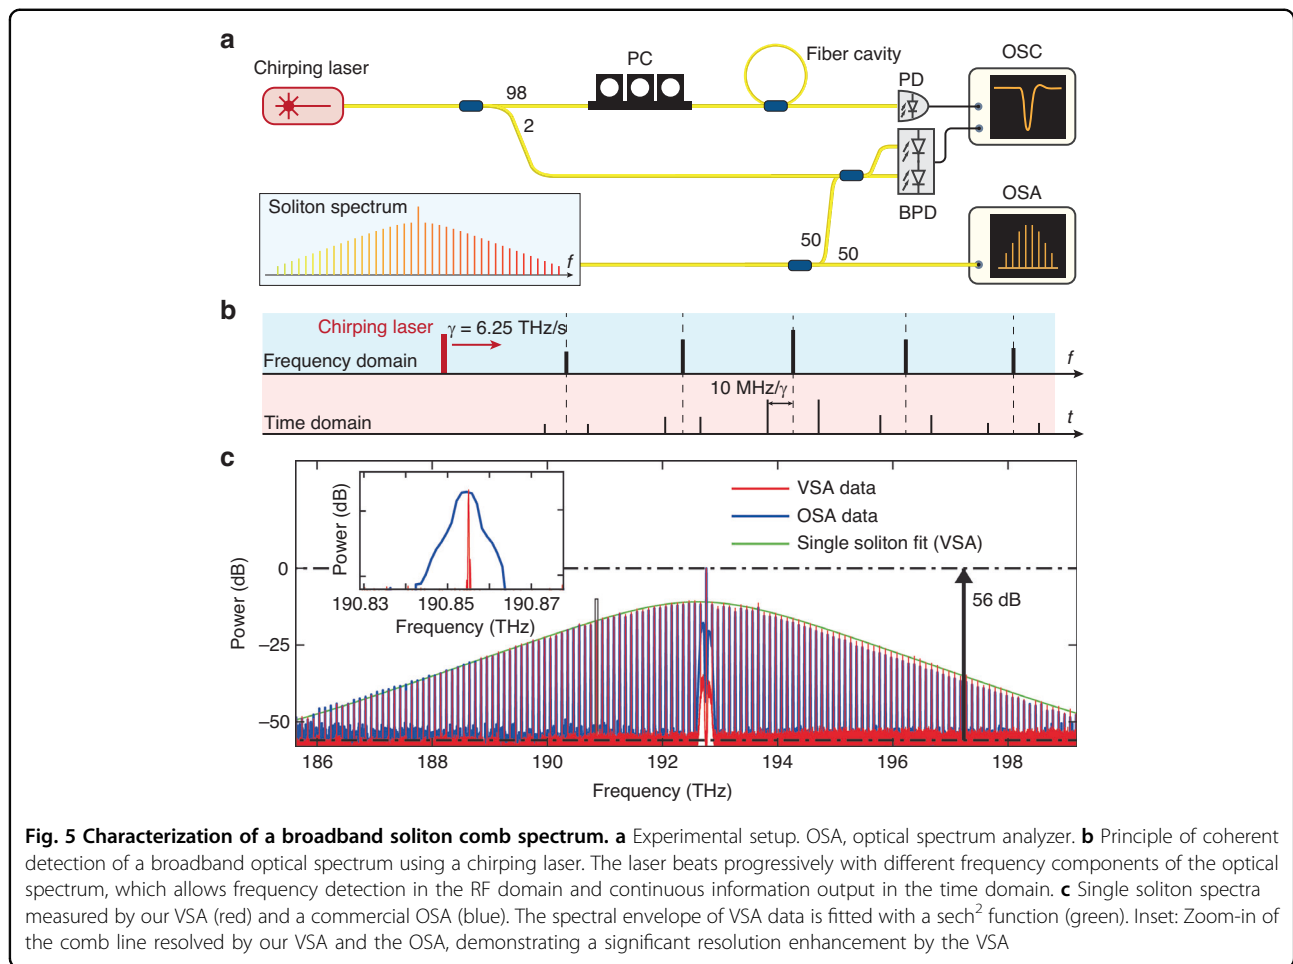 a
Chirping laser
98
2
PC
Fiber cavity
PD
OSC
BPD
OSA
Soliton spectrum
f
50
50
b
Chirping laser
γ = 6.25 THz/s
Frequency domain
f
10 MHz/γ
Time domain
t
c
Power (dB)
190.83
190.85
190.87
Frequency (THz)
VSA data
OSA data
Single soliton fit (VSA)
56 dB
0
−25
−50
Power (dB)
186
188
190
192
194
196
198
Frequency (THz)
Fig. 5 Characterization of a broadband soliton comb spectrum. a Experimental setup. OSA, optical spectrum analyzer. b Principle of coherent
detection of a broadband optical spectrum using a chirping laser. The laser beats progressively with different frequency components of the optical
spectrum, which allows frequency detection in the RF domain and continuous information output in the time domain. c Single soliton spectra
measured by our VSA (red) and a commercial OSA (blue). The spectral envelope of VSA data is fitted with a sech² function (green). Inset: Zoom-in of
the comb line resolved by our VSA and the OSA, demonstrating a significant resolution enhancement by the VSA